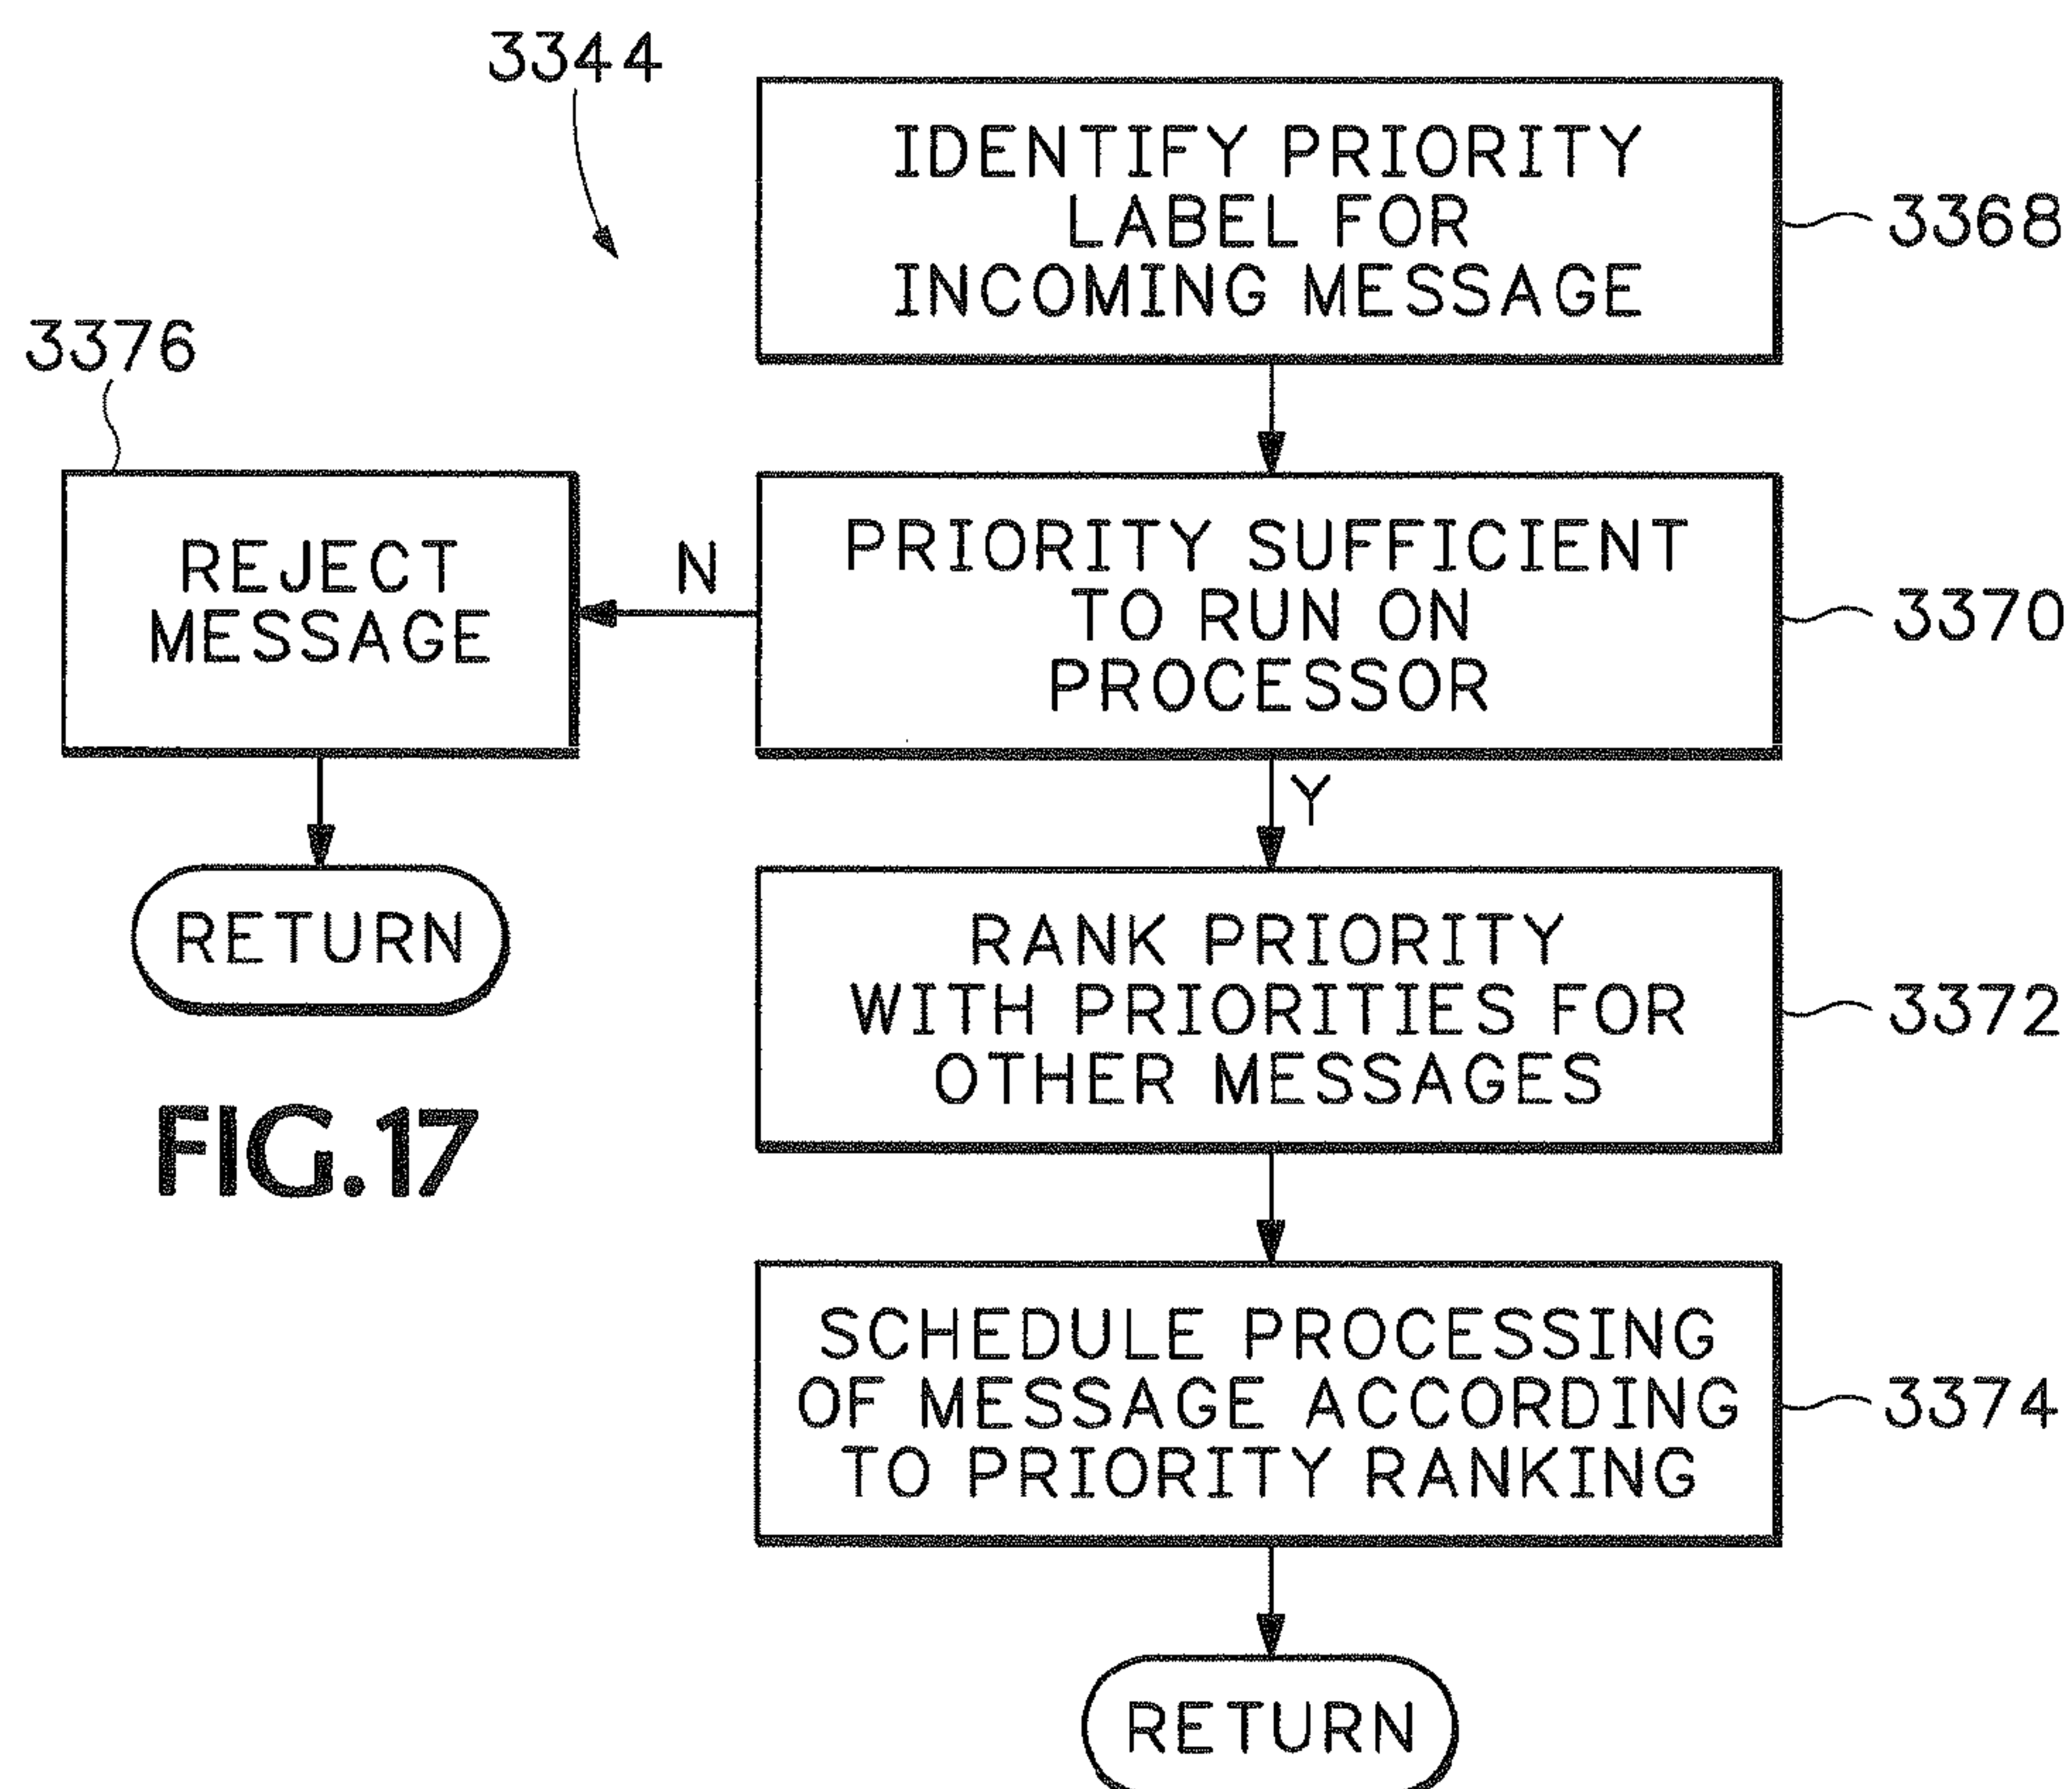 3344
IDENTIFY PRIORITY
LABEL FOR
INCOMING MESSAGE
3368
3376
REJECT
MESSAGE
N
PRIORITY SUFFICIENT
TO RUN ON
PROCESSOR
3370
Y
RETURN
RANK PRIORITY
WITH PRIORITIES FOR
OTHER MESSAGES
3372
FIG.17
SCHEDULE PROCESSING
OF MESSAGE ACCORDING
TO PRIORITY RANKING
3374
RETURN